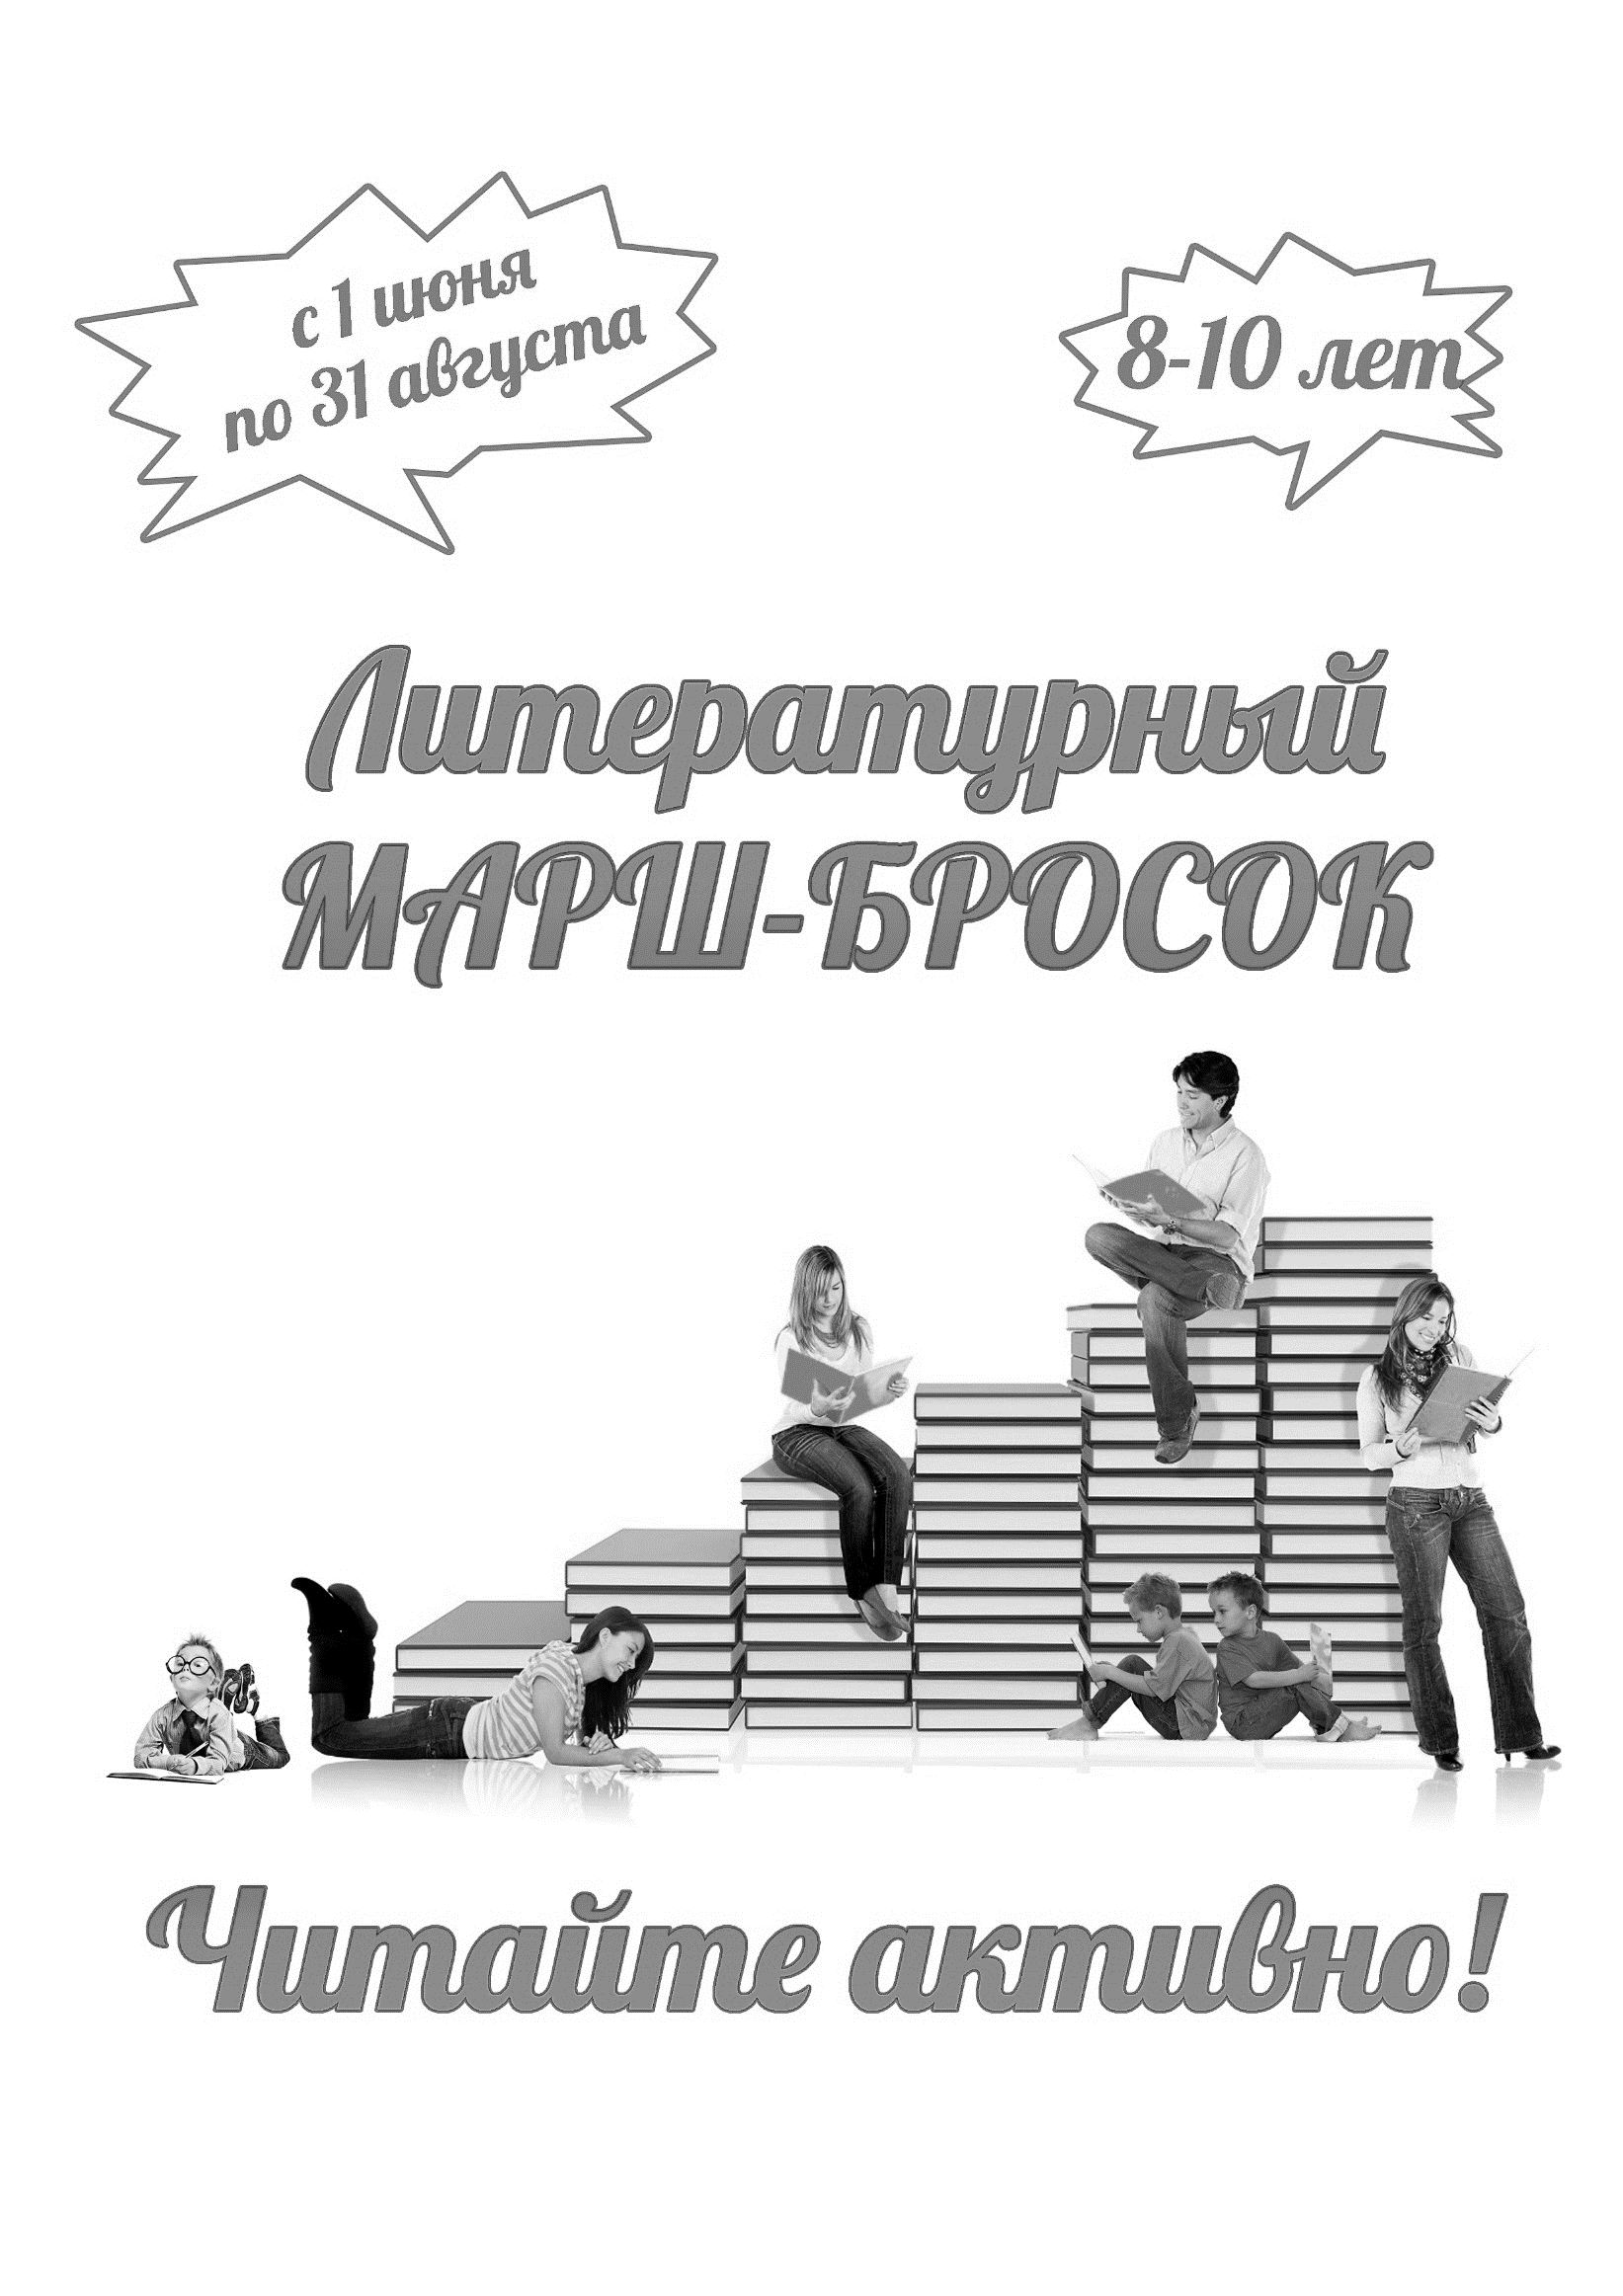 с 1 июня
по 31 августа
8-10 лет
Литературный
МАРШ-БРОСОК
Читайте активно!